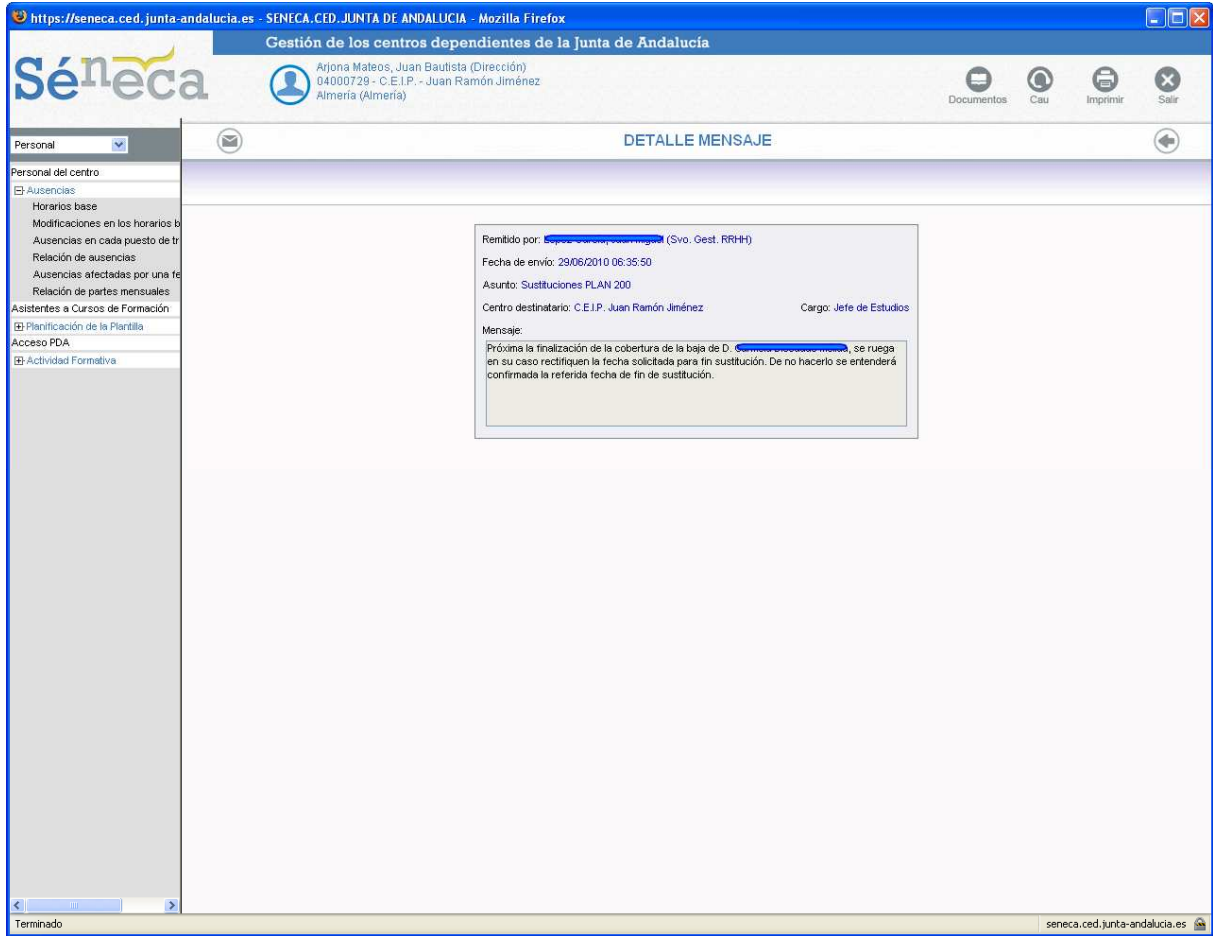 https://seneca.ced.junta-andalucia.es - SENECA.CED.JUNTA DE ANDALUCIA - Mozilla Firefox
Gestión de los centros dependientes de la Junta de Andalucía
Séneca
Arjona Mateos, Juan Bautista (Dirección)
04000729 - C.E.I.P. - Juan Ramón Jiménez
Almería (Almería)
Documentos Cau Imprimir Salir
Personal
DETALLE MENSAJE
Personal del centro
Ausencias
Horarios base
Modificaciones en los horarios b
Ausencias en cada puesto de tr
Relación de ausencias
Ausencias afectadas por una fe
Relación de partes mensuales
Asistentes a Cursos de Formación
Planificación de la Plantilla
Acceso PDA
Actividad Formativa
Remitido por: (Svo. Gest. RRHH)
Fecha de envío: 29/06/2010 06:35:50
Asunto: Sustituciones PLAN 200
Centro destinatario: C.E.I.P. Juan Ramón Jiménez Cargo: Jefe de Estudios
Mensaje:
Próxima la finalización de la cobertura de la baja de D. , se ruega
en su caso rectifiquen la fecha solicitada para fin sustitución. De no hacerlo se entenderá
confirmada la referida fecha de fin de sustitución.
Terminado
seneca.ced.junta-andalucia.es